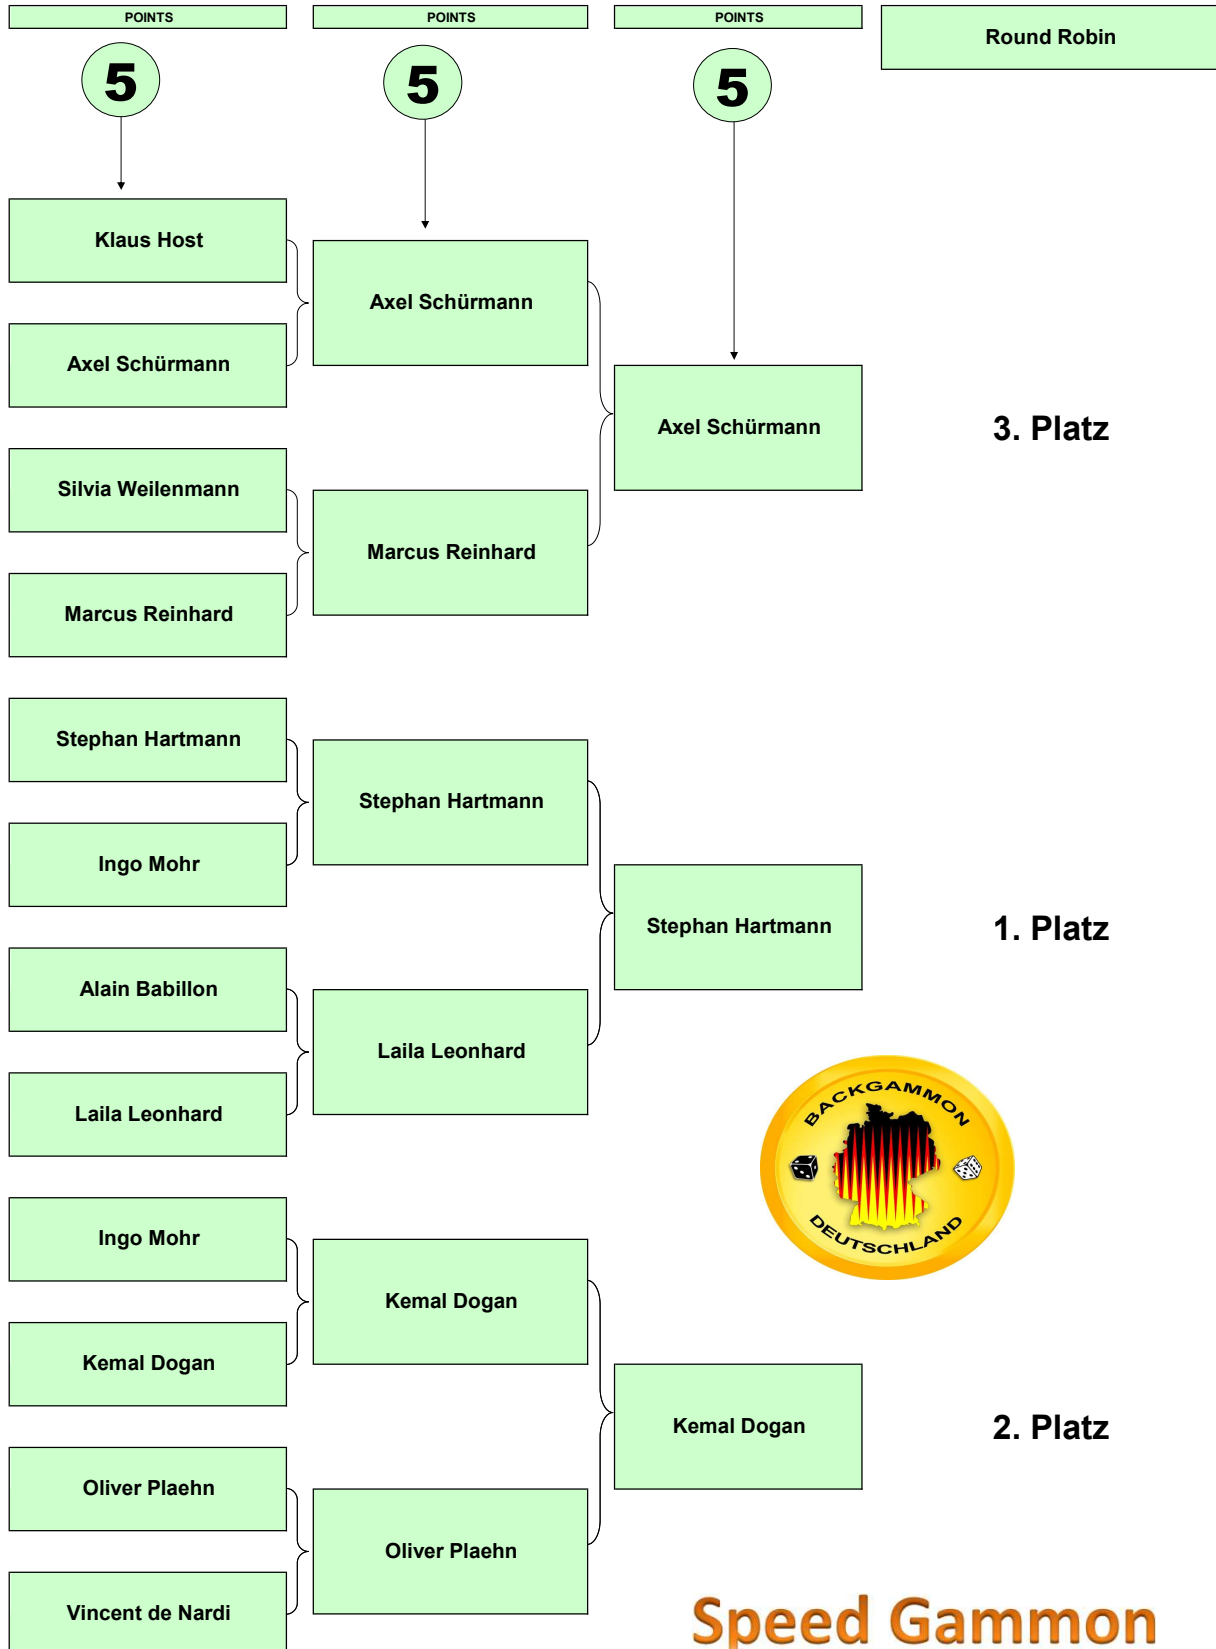 POINTS
POINTS
POINTS
Round Robin
5
5
5
Klaus Host
Axel Schürmann
Axel Schürmann
Axel Schürmann
3. Platz
Silvia Weilenmann
Marcus Reinhard
Marcus Reinhard
Stephan Hartmann
Stephan Hartmann
Ingo Mohr
Stephan Hartmann
1. Platz
Alain Babillon
Laila Leonhard
Laila Leonhard
BACKGAMMON
DEUTSCHLAND
Ingo Mohr
Kemal Dogan
Kemal Dogan
Kemal Dogan
2. Platz
Oliver Plaehn
Oliver Plaehn
Vincent de Nardi
Speed Gammon